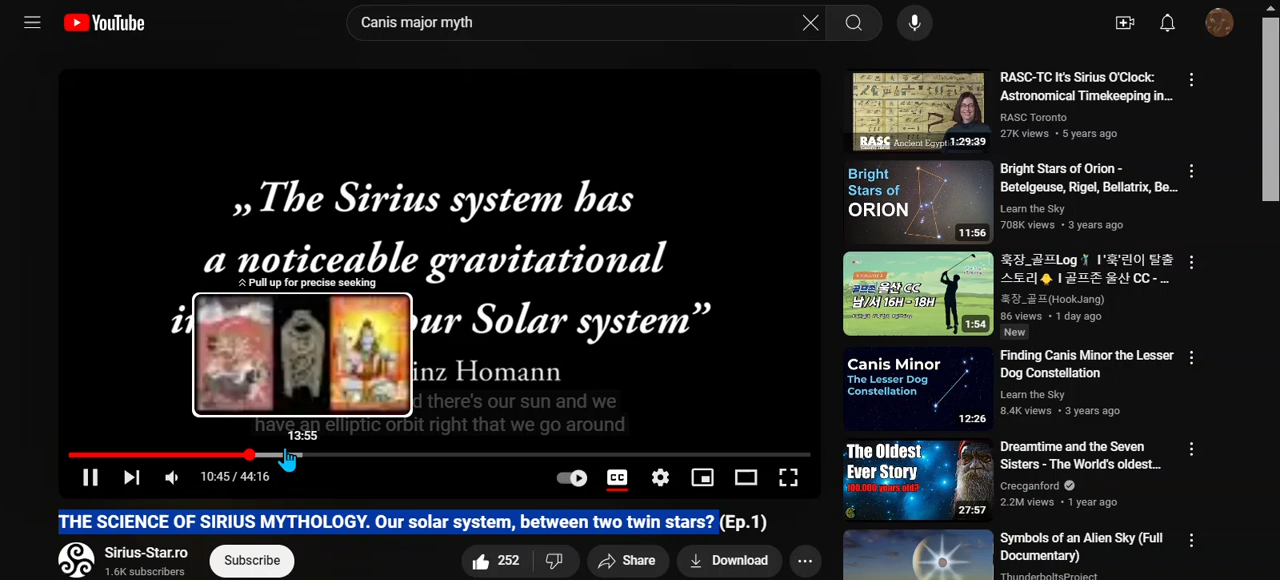 YouTube
Canis major myth
„The Sirius system has
a noticeable gravitational
our Solar system”
inz Homann
d there's our sun and we
have an elliptic orbit right that we go around
Pull up for precise seeking
13:55
10:45 / 44:16
CC
THE SCIENCE OF SIRIUS MYTHOLOGY. Our solar system, between two twin stars? (Ep.1)
Sirius-Star.ro
1.6K subscribers
Subscribe
252
Share
Download
RASC
Ancient Egypti
1:29:39
RASC-TC It's Sirius O'Clock:
Astronomical Timekeeping in...
RASC Toronto
27K views • 5 years ago
Bright
Stars of
ORION
11:56
Bright Stars of Orion -
Betelgeuse, Rigel, Bellatrix, Be...
Learn the Sky
708K views • 3 years ago
울산 CC
남/서 16H - 18H
1:54
훅장_골프Log🏌️ I '훅'린이 탈출
스토리🐥 I 골프존 울산 CC - ...
훅장_골프(HookJang)
86 views • 1 day ago
New
Canis Minor
The Lesser Dog
Constellation
12:26
Finding Canis Minor the Lesser
Dog Constellation
Learn the Sky
8.4K views • 3 years ago
The Oldest
Ever Story
100.000 years old?
27:57
Dreamtime and the Seven
Sisters - The World's oldest...
Crecganford
2.2M views • 1 year ago
Symbols of an Alien Sky (Full
Documentary)
ThunderboltsProject